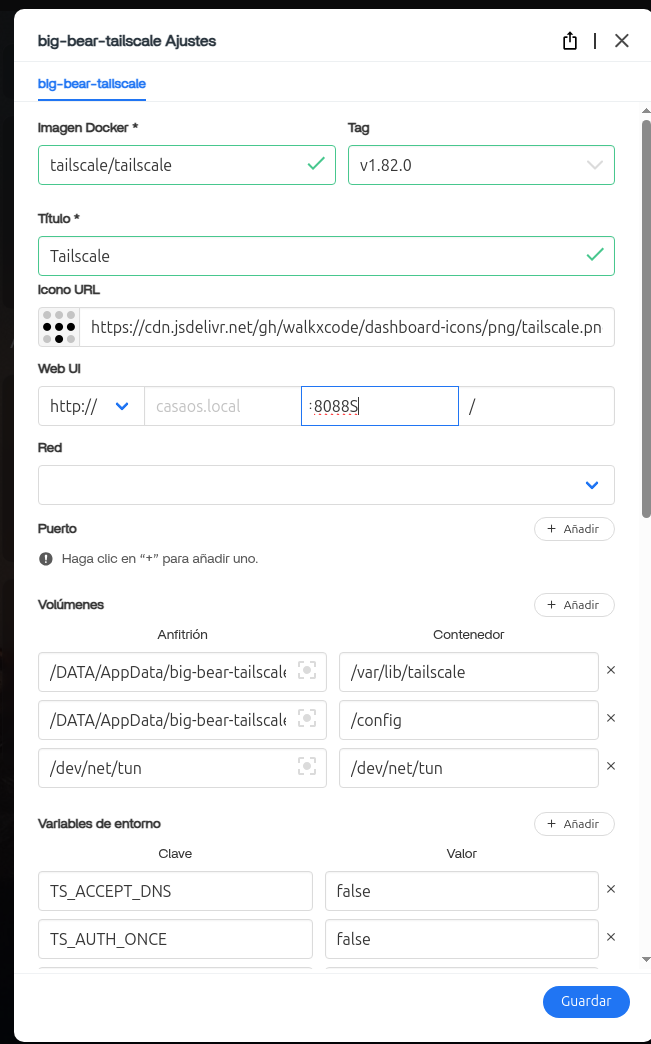 big-bear-tailscale Ajustes
big-bear-tailscale
Imagen Docker * Tag
tailscale/tailscale v1.82.0
Título *
Tailscale
Icono URL
https://cdn.jsdelivr.net/gh/walkxcode/dashboard-icons/png/tailscale.pn
Web UI
http:// casaos.local :8088S /
Red
Puerto + Añadir
Haga clic en “+” para añadir uno.
Volúmenes + Añadir
Anfitrión Contenedor
/DATA/AppData/big-bear-tailscale /var/lib/tailscale
/DATA/AppData/big-bear-tailscale /config
/dev/net/tun /dev/net/tun
Variables de entorno + Añadir
Clave Valor
TS_ACCEPT_DNS false
TS_AUTH_ONCE false
Guardar